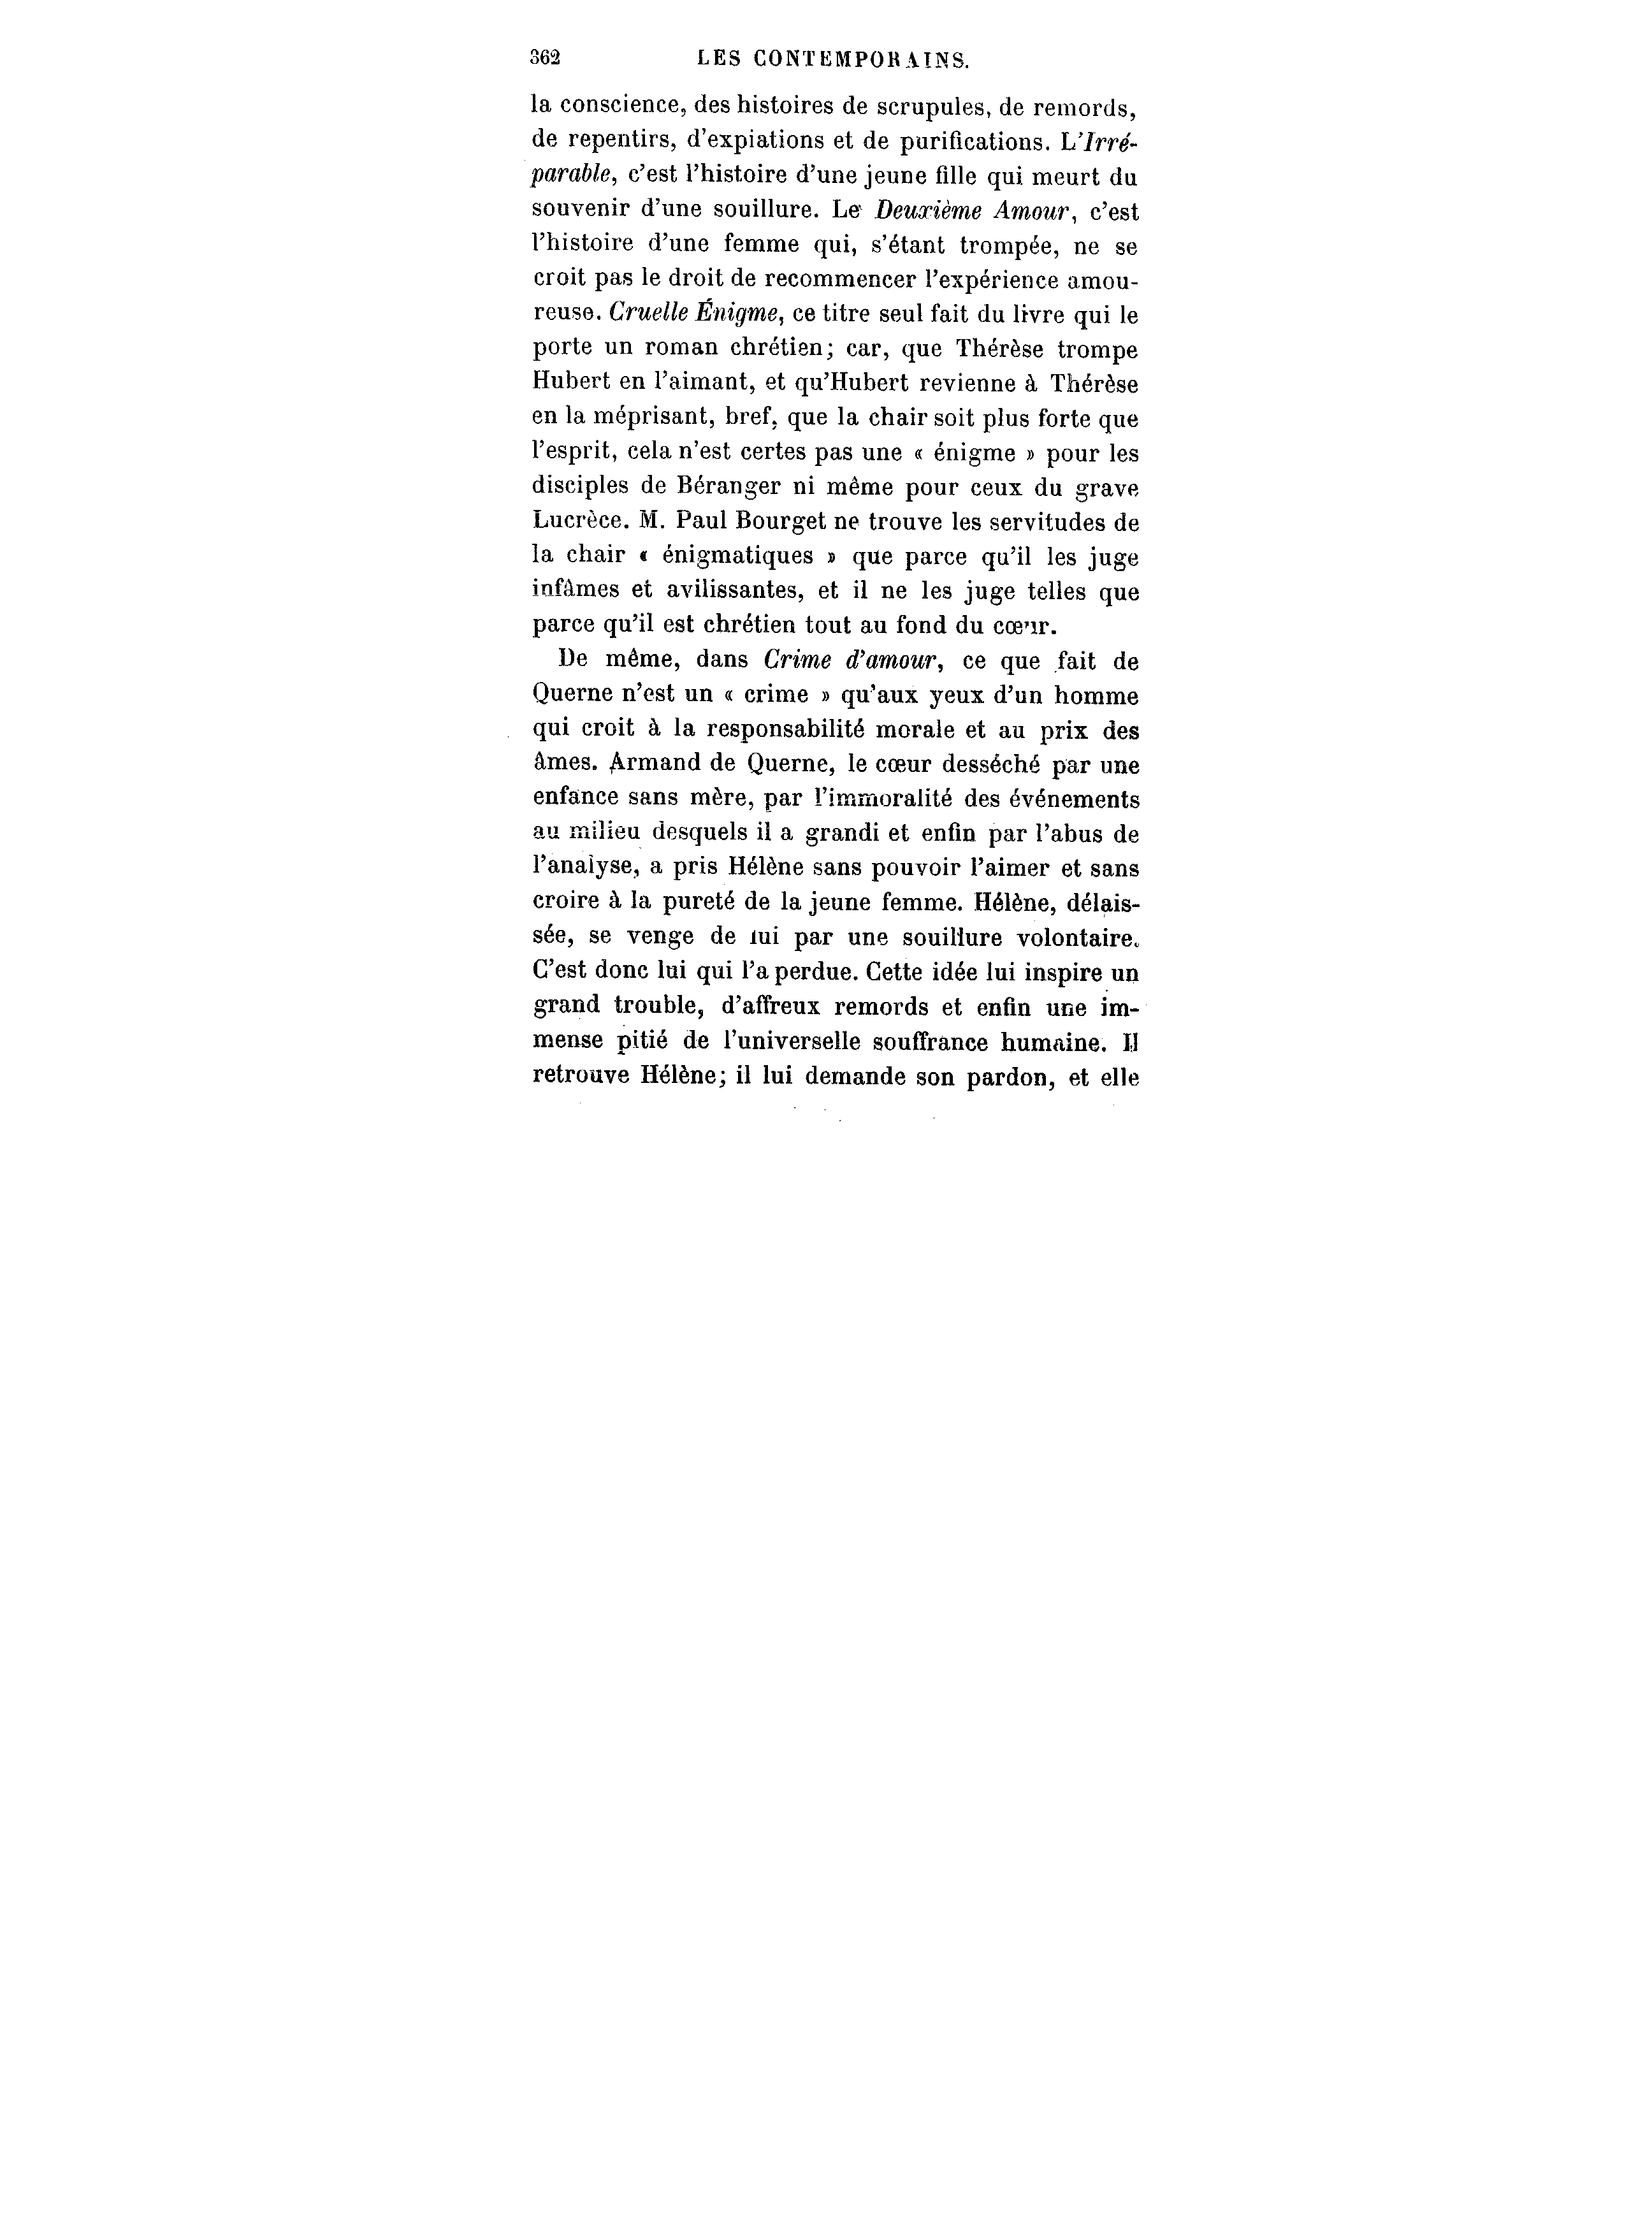 362 LES CONTEMPORAINS.
la conscience, des histoires de scrupules, de remords,
de repentirs, d'expiations et de purifications. L'Irré-
parable, c'est l'histoire d'une jeune fille qui meurt du
souvenir d'une souillure. Le Deuxième Amour, c'est
l'histoire d'une femme qui, s'étant trompée, ne se
croit pas le droit de recommencer l'expérience amou-
reuse. Cruelle Énigme, ce titre seul fait du livre qui le
porte un roman chrétien; car, que Thérèse trompe
Hubert en l'aimant, et qu'Hubert revienne à Thérèse
en la méprisant, bref, que la chair soit plus forte que
l'esprit, cela n'est certes pas une « énigme » pour les
disciples de Béranger ni même pour ceux du grave
Lucrèce. M. Paul Bourget ne trouve les servitudes de
la chair « énigmatiques » que parce qu'il les juge
infâmes et avilissantes, et il ne les juge telles que
parce qu'il est chrétien tout au fond du cœur.
De même, dans Crime d'amour, ce que fait de
Querne n'est un « crime » qu'aux yeux d'un homme
qui croit à la responsabilité morale et au prix des
âmes. Armand de Querne, le cœur desséché par une
enfance sans mère, par l'immoralité des événements
au milieu desquels il a grandi et enfin par l'abus de
l'analyse, a pris Hélène sans pouvoir l'aimer et sans
croire à la pureté de la jeune femme. Hélène, délais-
sée, se venge de lui par une souillure volontaire.
C'est donc lui qui l'a perdue. Cette idée lui inspire un
grand trouble, d'affreux remords et enfin une im-
mense pitié de l'universelle souffrance humaine. Il
retrouve Hélène; il lui demande son pardon, et elle